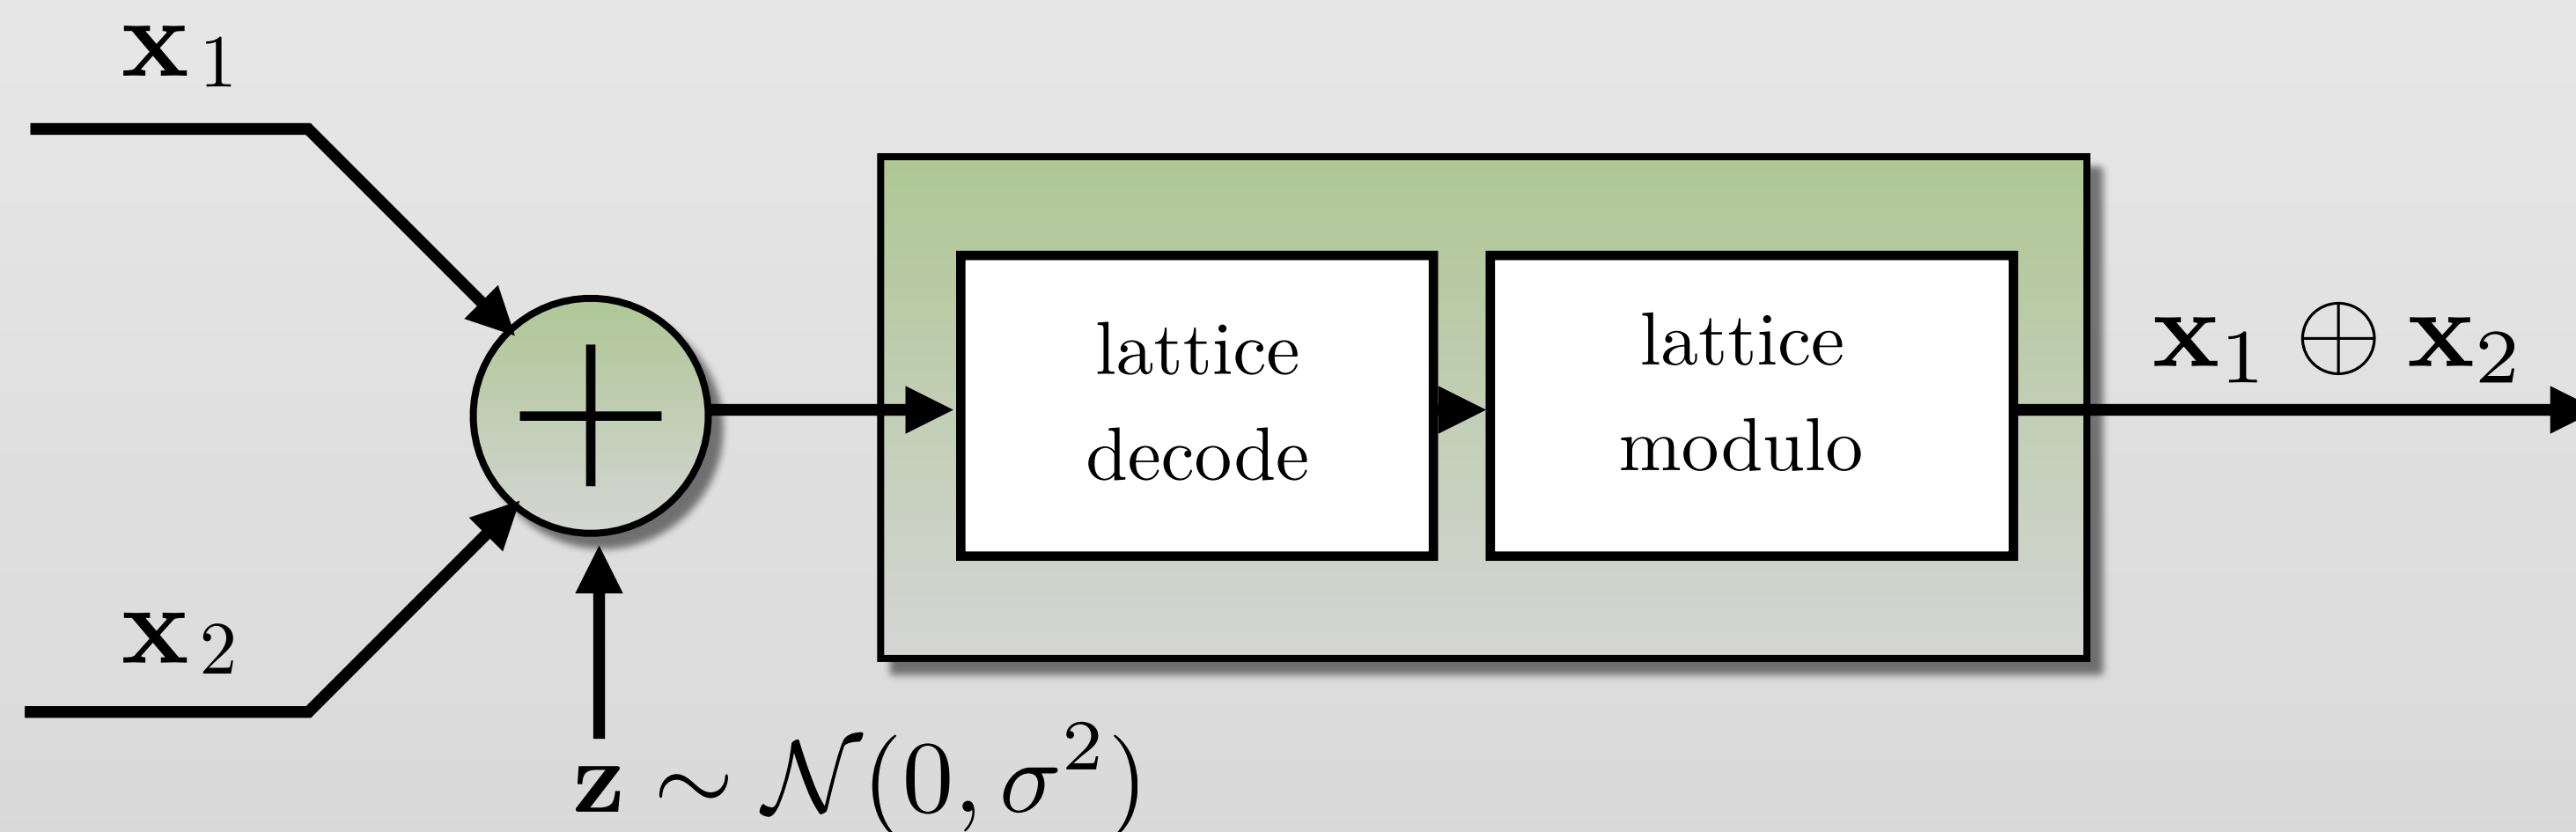 x₁
lattice
decode
lattice
modulo
x₁ ⊕ x₂
x₂
z ∼ 𝒩(0, σ²)